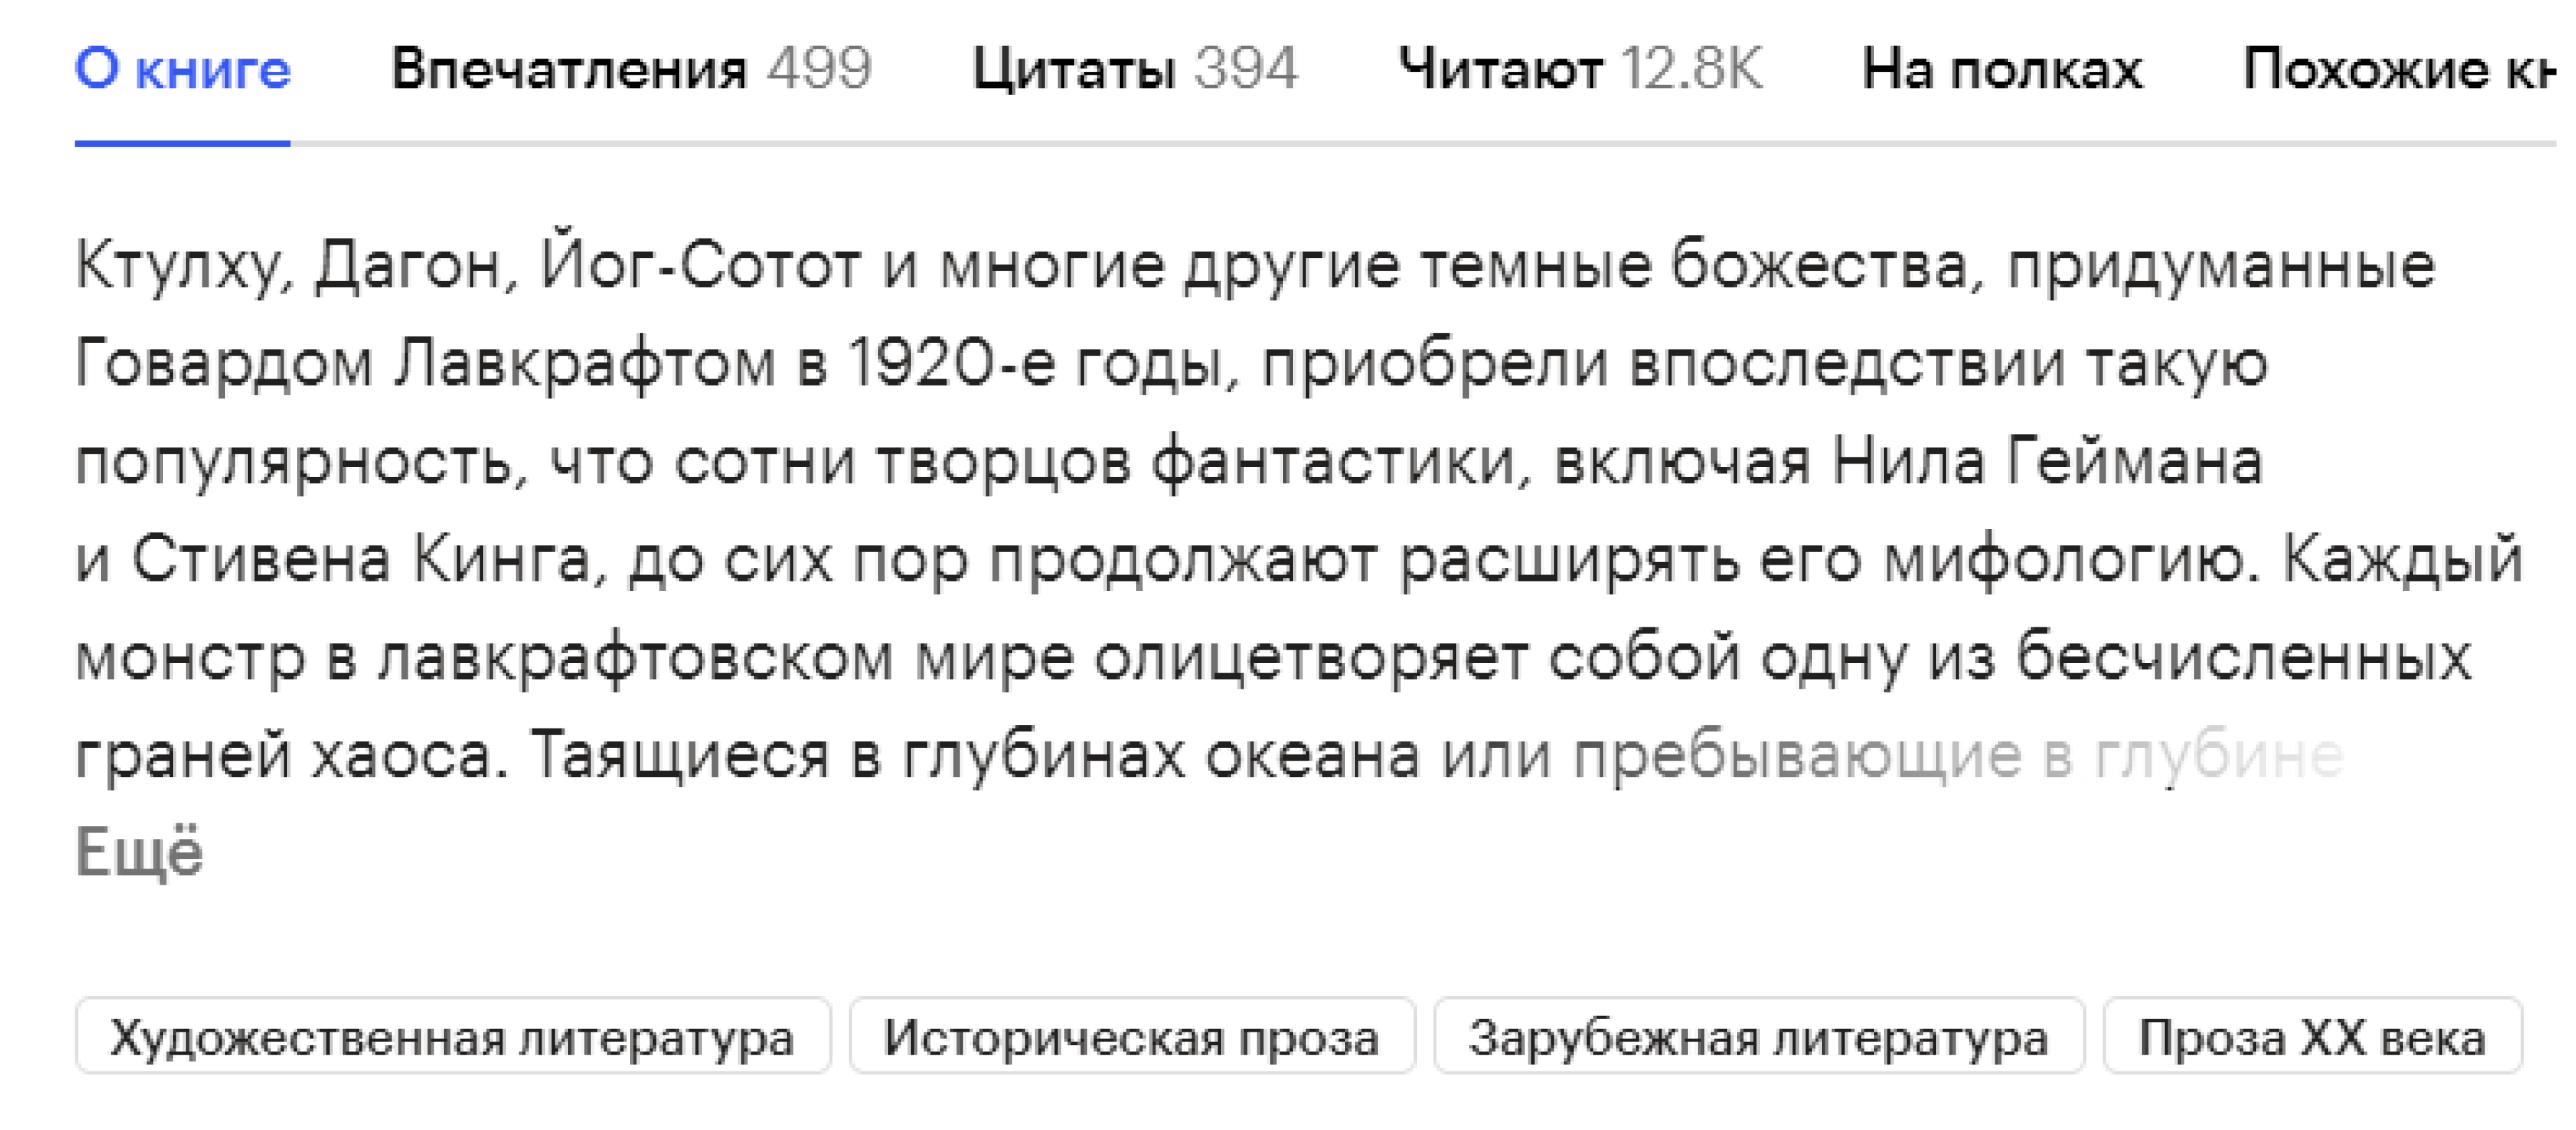 О книге Впечатления 499 Цитаты 394 Читают 12.8K На полках Похожие кн
Ктулху, Дагон, Йог-Сотот и многие другие темные божества, придуманные
Говардом Лавкрафтом в 1920-е годы, приобрели впоследствии такую
популярность, что сотни творцов фантастики, включая Нила Геймана
и Стивена Кинга, до сих пор продолжают расширять его мифологию. Каждый
монстр в лавкрафтовском мире олицетворяет собой одну из бесчисленных
граней хаоса. Таящиеся в глубинах океана или пребывающие в глубине
Ещё
Художественная литература Историческая проза Зарубежная литература Проза XX века